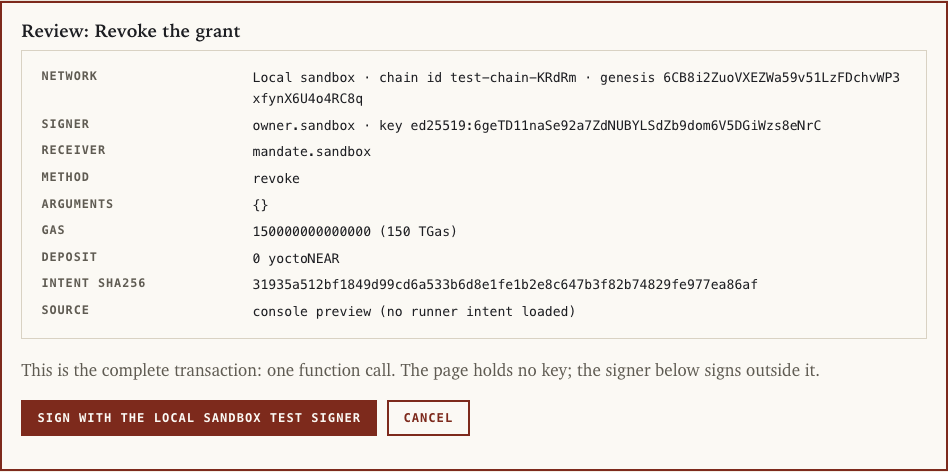 Review: Revoke the grant
NETWORK
Local sandbox · chain id test-chain-KRdRm · genesis 6CB8i2ZuoVXEZWa59v51LzFDchvWP3
xfynX6U4o4RC8q
SIGNER
owner.sandbox · key ed25519:6geTD11naSe92a7ZdNUBYLSdZb9dom6V5DGiWzs8eNrC
RECEIVER
mandate.sandbox
METHOD
revoke
ARGUMENTS
{}
GAS
150000000000000 (150 TGas)
DEPOSIT
0 yoctoNEAR
INTENT SHA256
31935a512bf1849d99cd6a533b6d8e1fe1b2e8c647b3f82b74829fe977ea86af
SOURCE
console preview (no runner intent loaded)
This is the complete transaction: one function call. The page holds no key; the signer below signs outside it.
SIGN WITH THE LOCAL SANDBOX TEST SIGNER
CANCEL